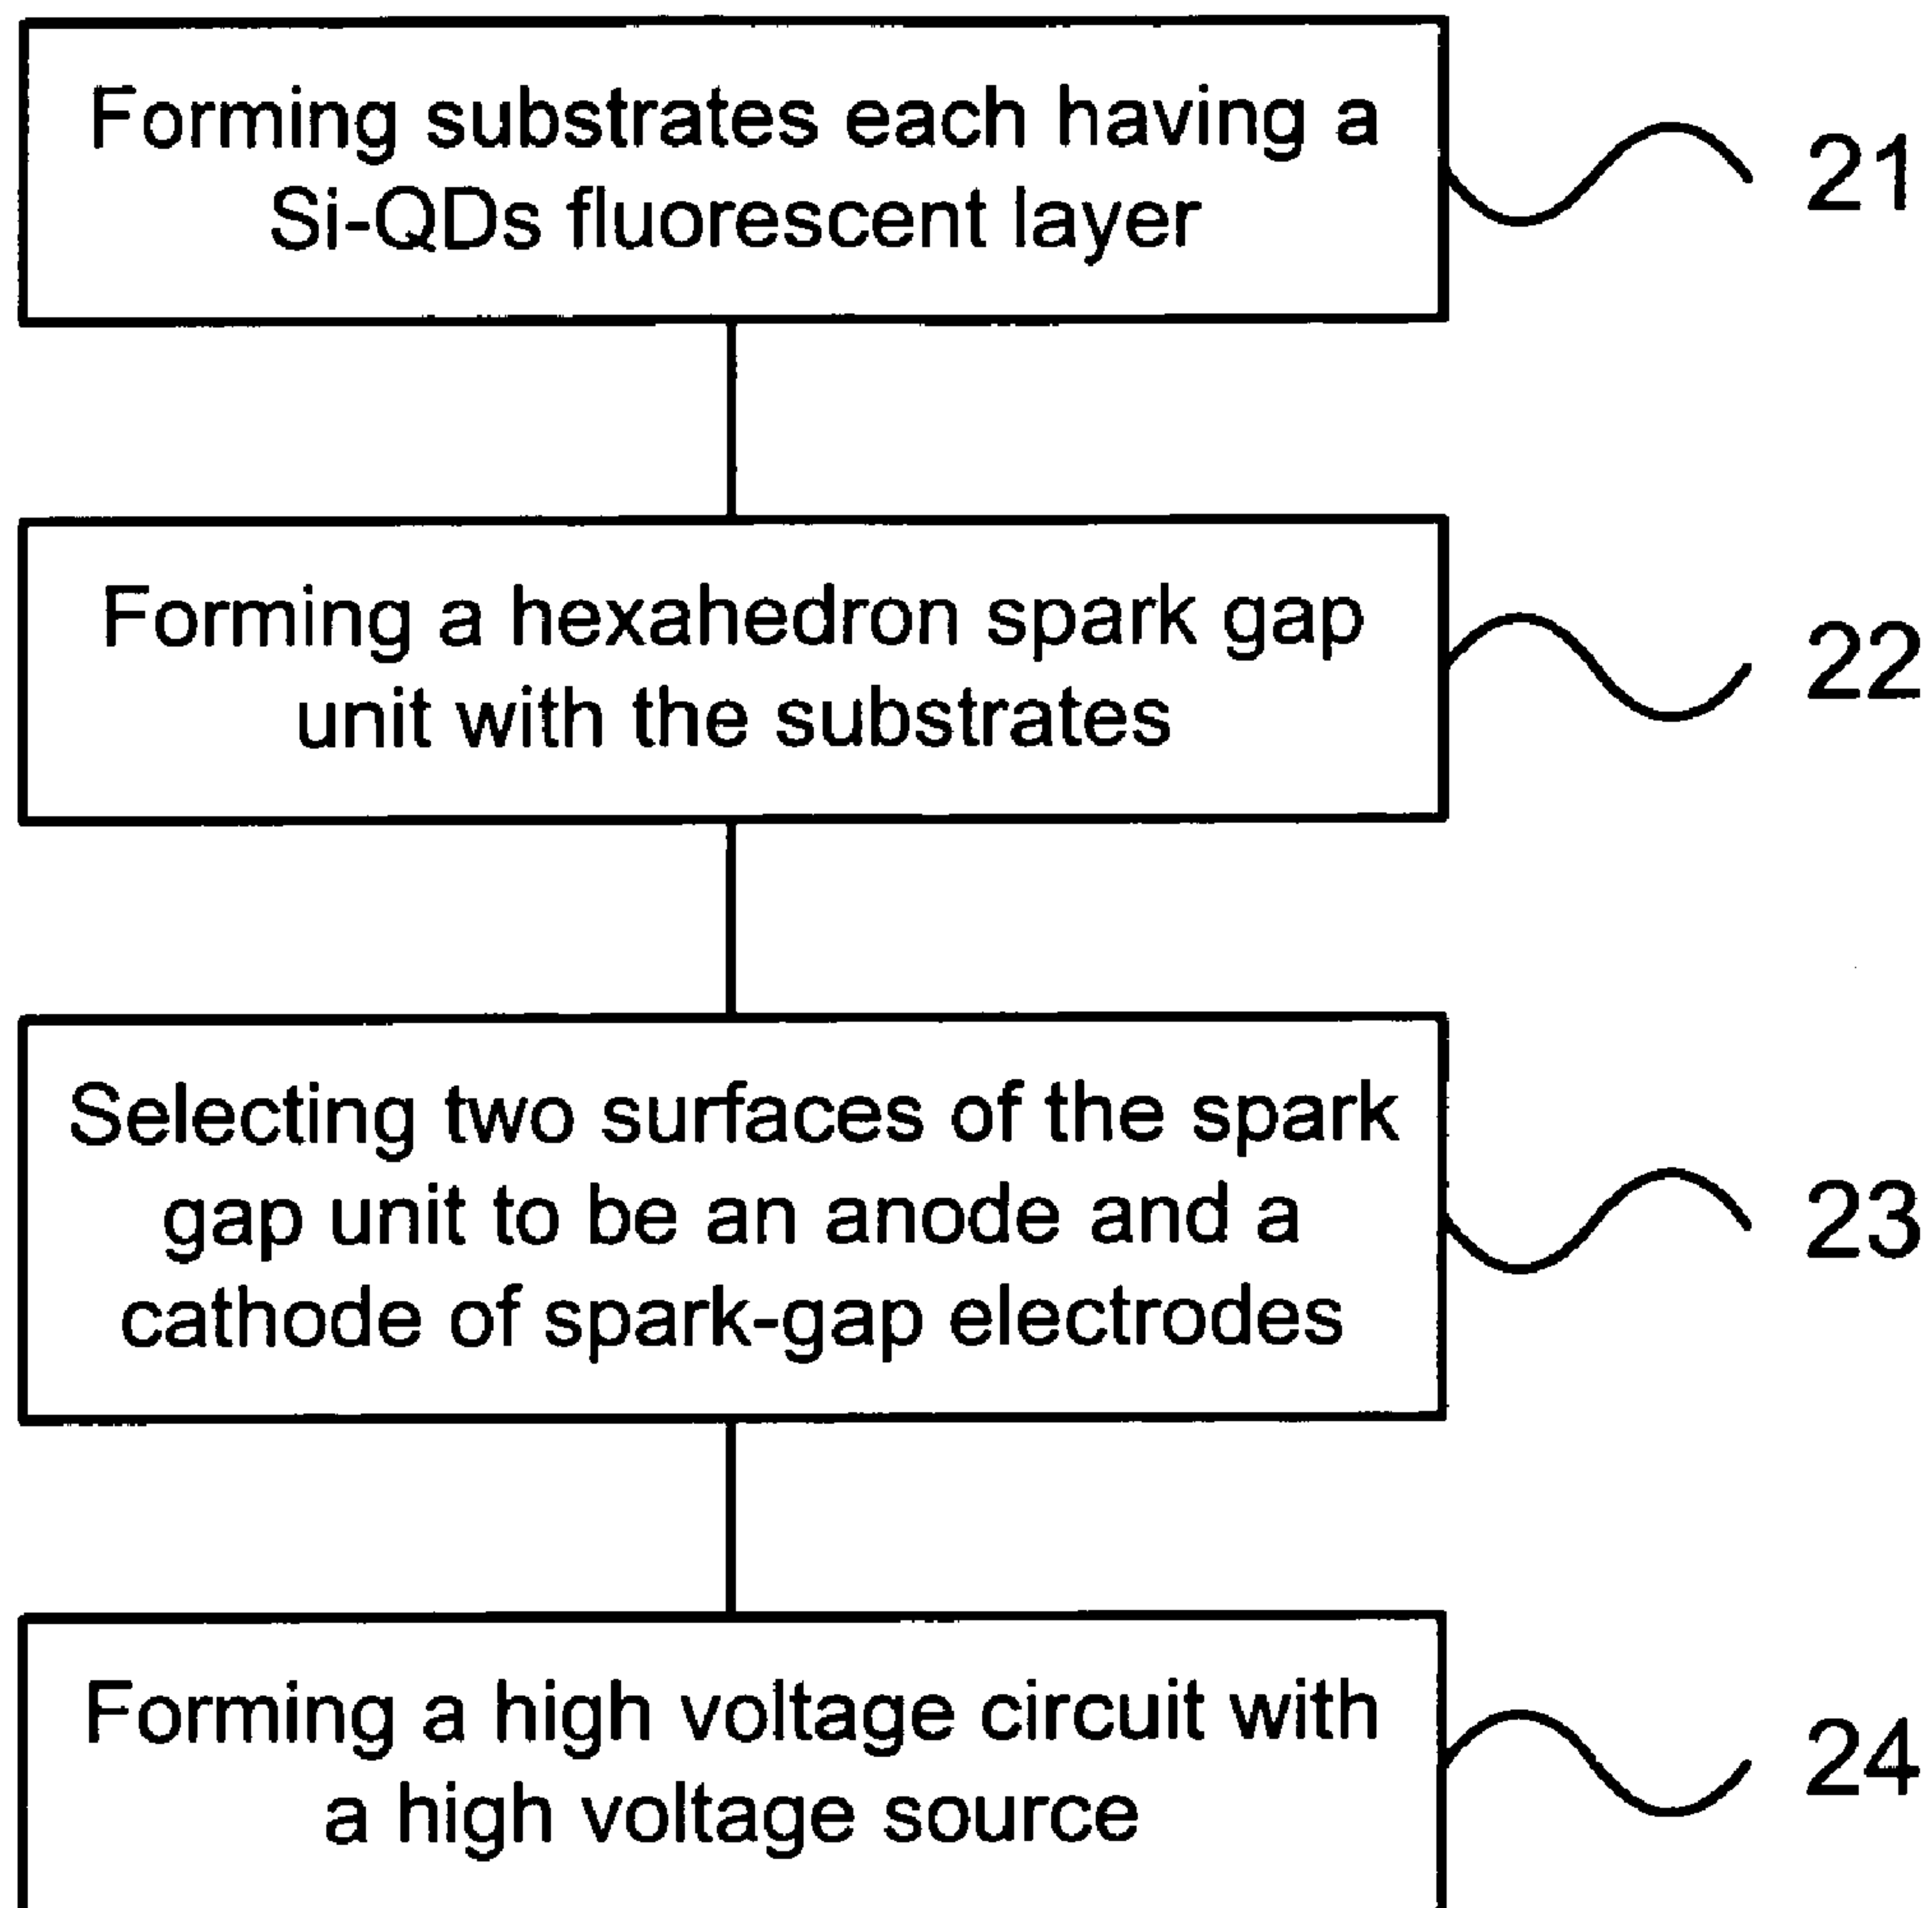 Forming substrates each having a
Si-QDs fluorescent layer
21
Forming a hexahedron spark gap
unit with the substrates
22
Selecting two surfaces of the spark
gap unit to be an anode and a
cathode of spark-gap electrodes
23
Forming a high voltage circuit with
a high voltage source
24